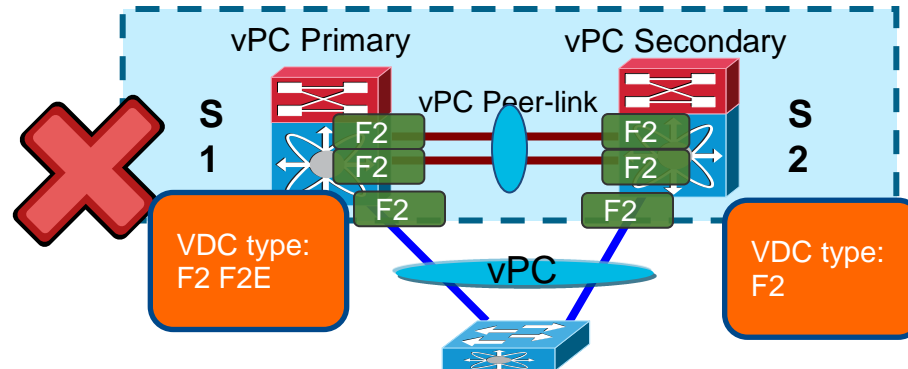 vPC Primary
vPC Secondary
vPC Peer-link
S
1
S
2
F2
F2
F2
F2
F2
F2
VDC type:
F2 F2E
VDC type:
F2
vPC